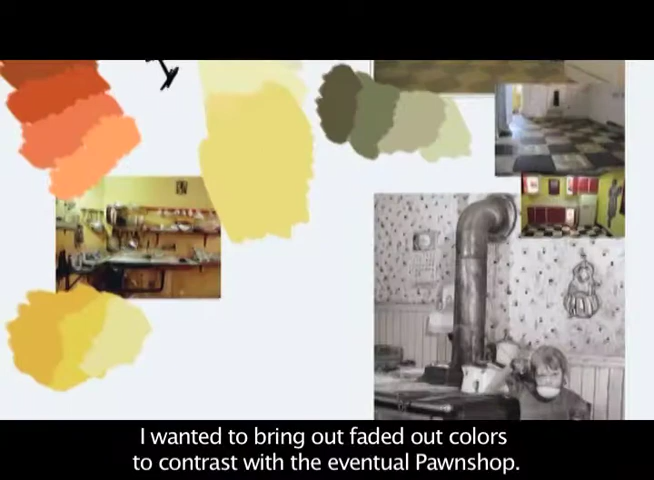 I wanted to bring out faded out colors
to contrast with the eventual Pawnshop.